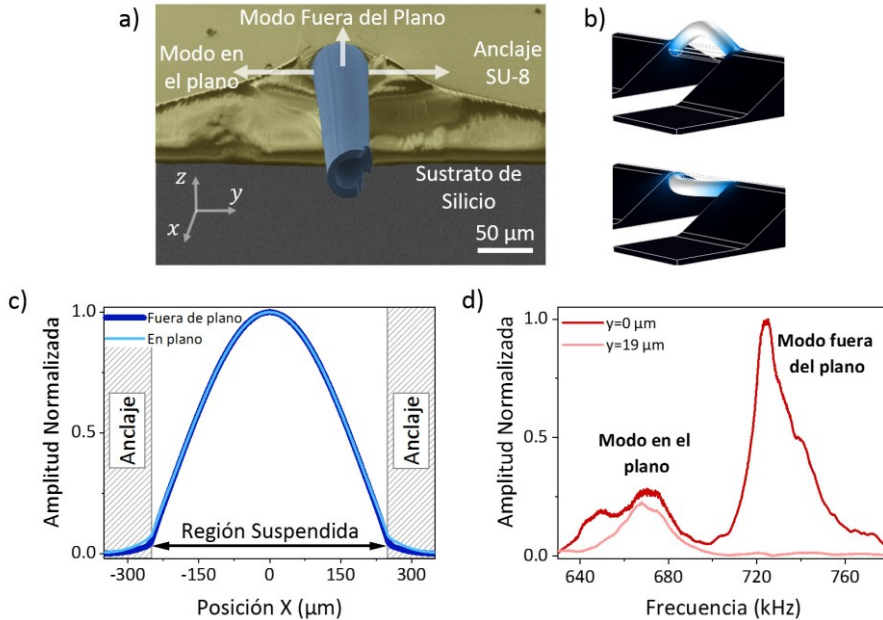 a)
Modo Fuera del Plano
Modo en
el plano
Anclaje
SU-8
Sustrato de
Silicio
z
y
x
50 µm
b)
c)
Amplitud Normalizada
1.0
0.5
0.0
Fuera de plano
En plano
Anclaje
Anclaje
Región Suspendida
-300
-150
0
150
300
Posición X (µm)
d)
Amplitud Normalizada
1.0
0.5
0.0
y=0 µm
y=19 µm
Modo fuera
del plano
Modo en el
plano
640
680
720
760
Frecuencia (kHz)